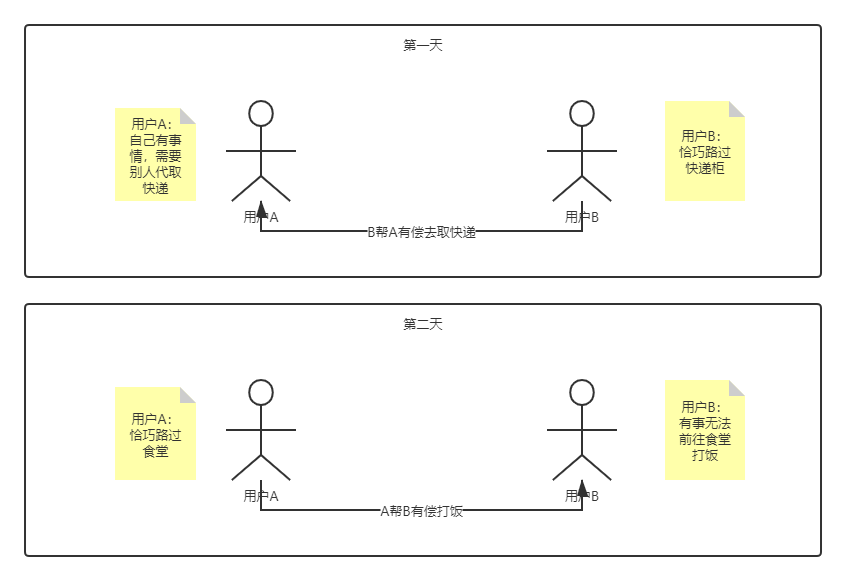 第一天
用户A：
自己有事
情，需要
别人代取
快递
用户B：
恰巧路过
快递柜
用户A
用户B
B帮A有偿去取快递
第二天
用户A：
恰巧路过
食堂
用户B：
有事无法
前往食堂
打饭
用户A
用户B
A帮B有偿打饭